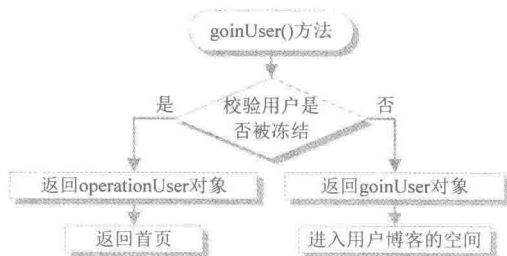 goinUser()方法
校验用户是
否被冻结
是
否
返回operationUser对象
返回goinUser对象
返回首页
进入用户博客的空间